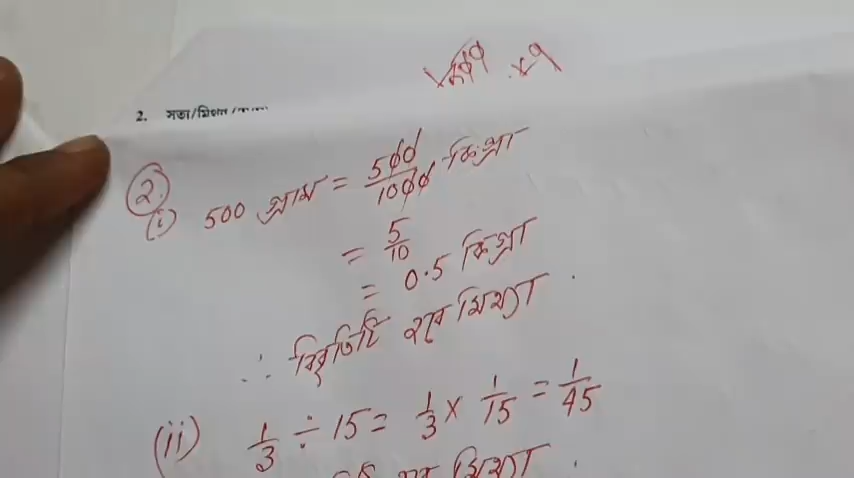 2. সত্য/মিথ্যা
②
(i) 500 গ্রাম = 500/1000 কিগ্রা
= 5/10
= 0.5 কিগ্রা
∴ বিবৃতিটি হবে মিথ্যা .
(ii) 1/3 ÷ 15 = 1/3 × 1/15 = 1/45
হবে মিথ্যা .